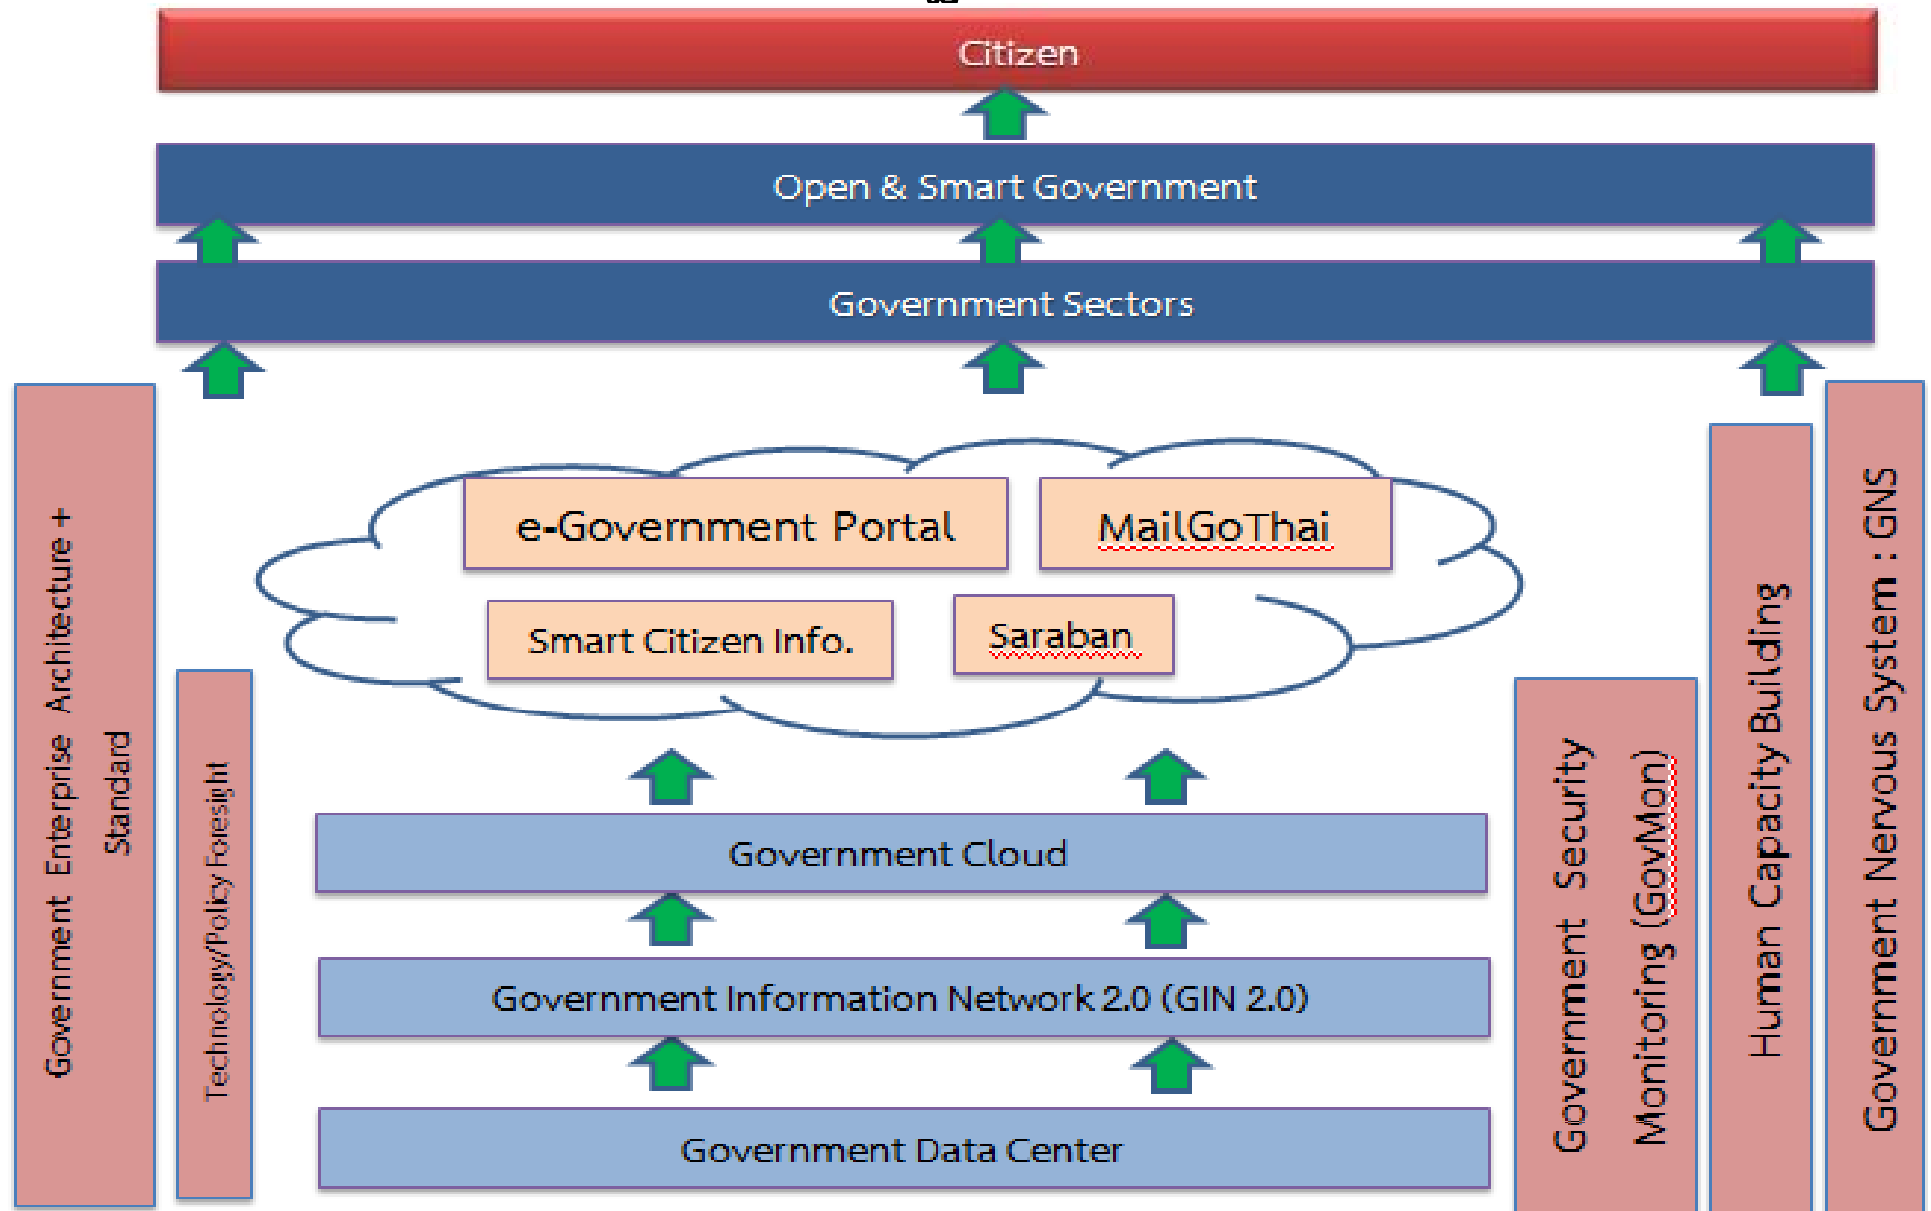 Citizen
Open & Smart Government
Government Sectors
Government Enterprise Architecture +
Standard
Technology/Policy Foresight
e-Government Portal
MailGoThai
Smart Citizen Info.
Saraban
Government Cloud
Government Information Network 2.0 (GIN 2.0)
Government Data Center
Government Security
Monitoring (GovMon)
Human Capacity Building
Government Nervous System : GNS